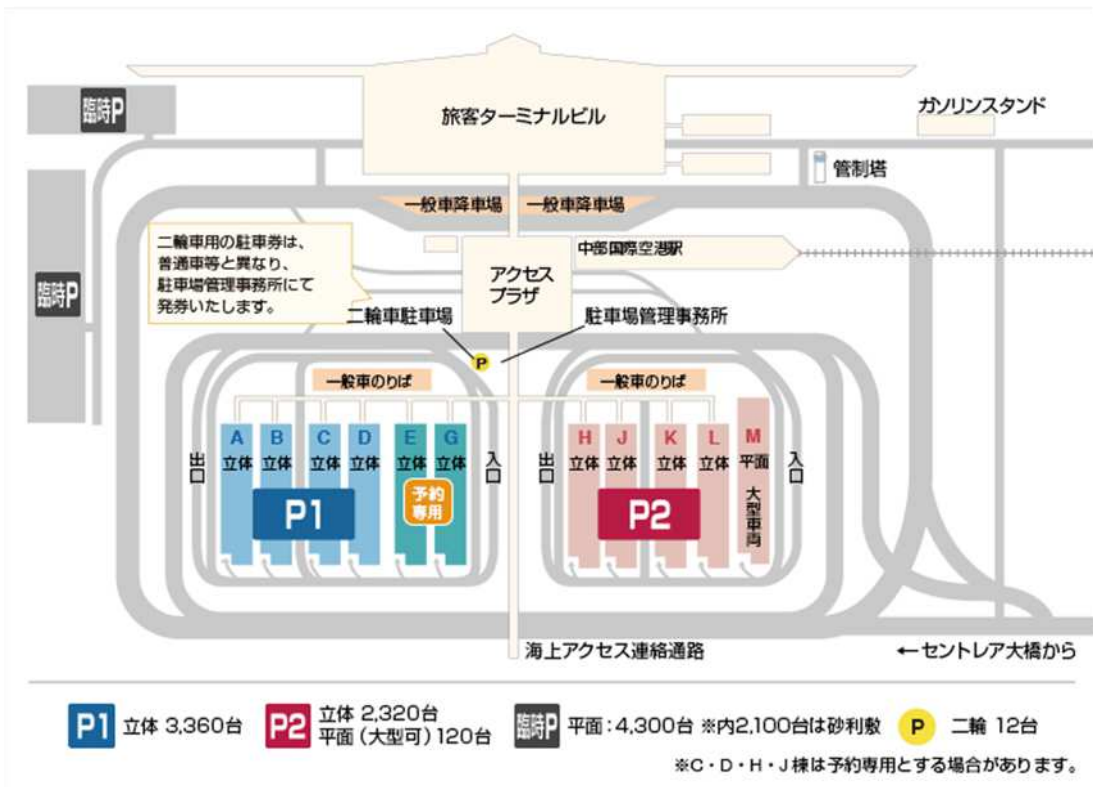 旅客ターミナルビル
ガソリンスタンド
臨時P
管制塔
一般車降車場
一般車降車場
二輪車用の駐車券は、
普通車等と異なり、
駐車場管理事務所にて
発券いたします。
中部国際空港駅
アクセス
プラザ
臨時P
二輪車駐車場
駐車場管理事務所
P
一般車のりば
一般車のりば
A
立体
B
立体
C
立体
D
立体
E
立体
G
立体
H
立体
J
立体
K
立体
L
立体
M
平面
大型車両
出口
入口
出口
入口
予約
専用
P1
P2
海上アクセス連絡通路
←セントレア大橋から
P1 立体 3,360台
P2 立体 2,320台
平面(大型可)120台
臨時P 平面:4,300台 ※内2,100台は砂利敷
P 二輪 12台
※C・D・H・J棟は予約専用とする場合があります。